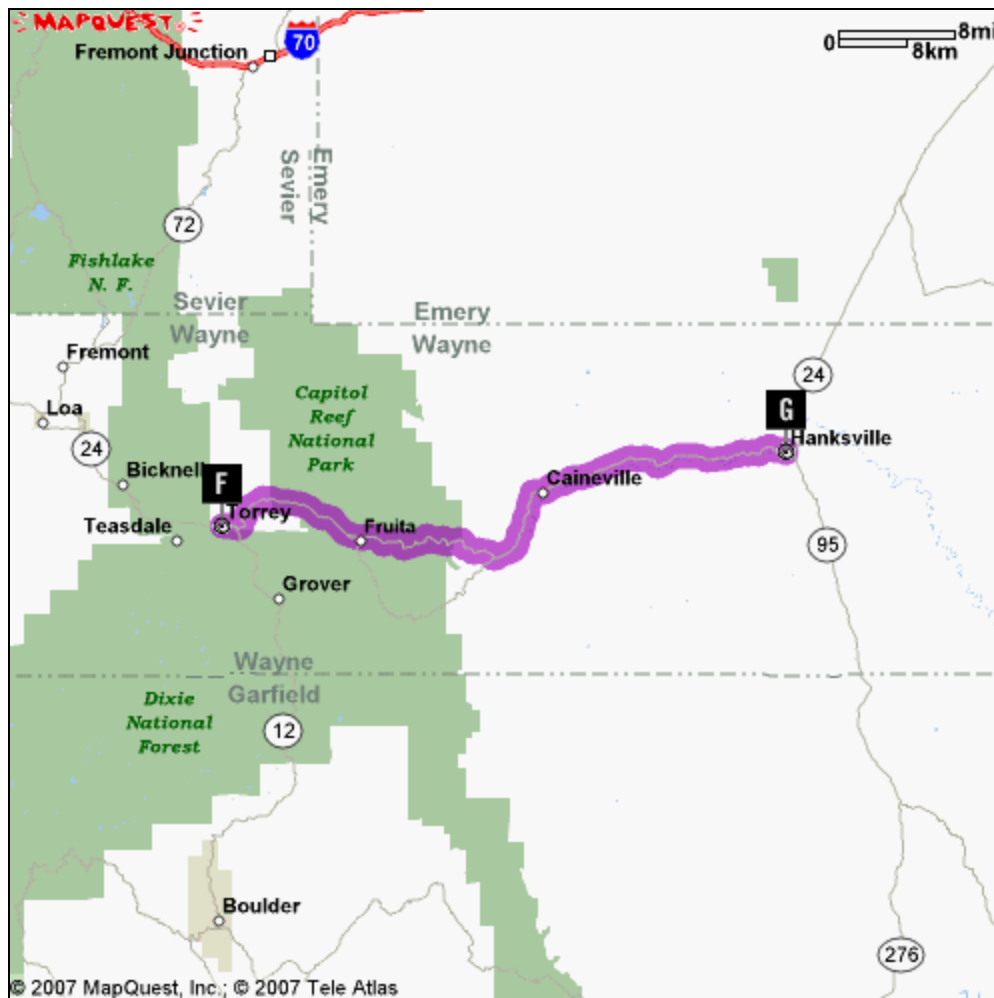 MAPQUEST
Fremont Junction
70
0
8mi
8km
Sevier
Emery
72
Fishlake
N. F.
Sevier
Wayne
Emery
Wayne
Fremont
Loa
24
Capitol
Reef
National
Park
24
G
Hanksville
Bicknell
F
Torrey
Caineville
Teasdale
Fruita
95
Grover
Wayne
Garfield
Dixie
National
Forest
12
Boulder
276
© 2007 MapQuest, Inc.; © 2007 Tele Atlas